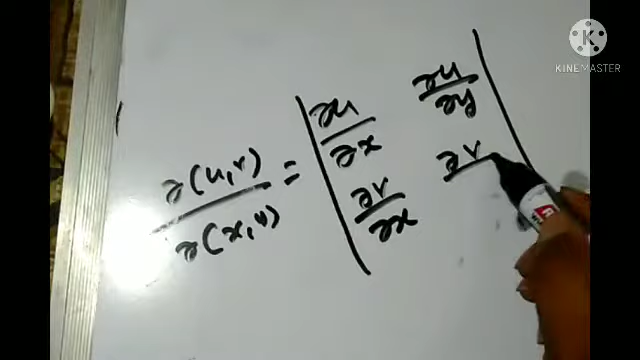 KINEMASTER
∂(u,v)/∂(x,y) = | ∂u/∂x ∂u/∂y |
| ∂v/∂x ∂v/